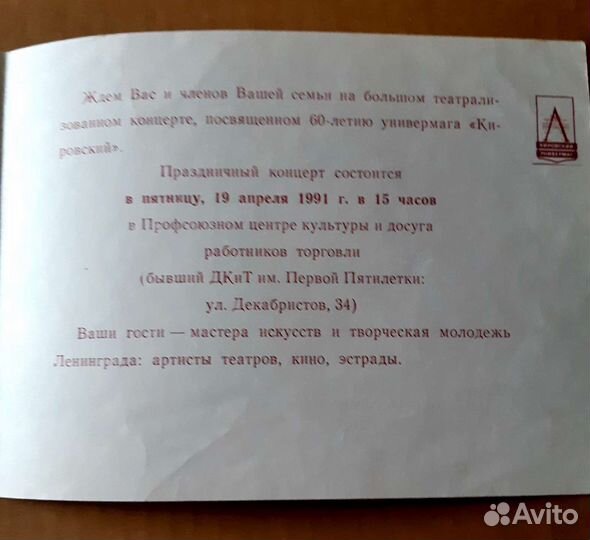 Ждем Вас и членов Вашей семьи на большом театрали-
зованном концерте, посвященном 60-летию универмага «Ки-
ровский».
Праздничный концерт состоится
в пятницу, 19 апреля 1991 г. в 15 часов
в Профсоюзном центре культуры и досуга
работников торговли
(бывший ДКиТ им. Первой Пятилетки:
ул. Декабристов, 34)
Ваши гости — мастера искусств и творческая молодежь
Ленинграда: артисты театров, кино, эстрады.
КИРОВСКИЙ
УНИВЕРМАГ
Avito